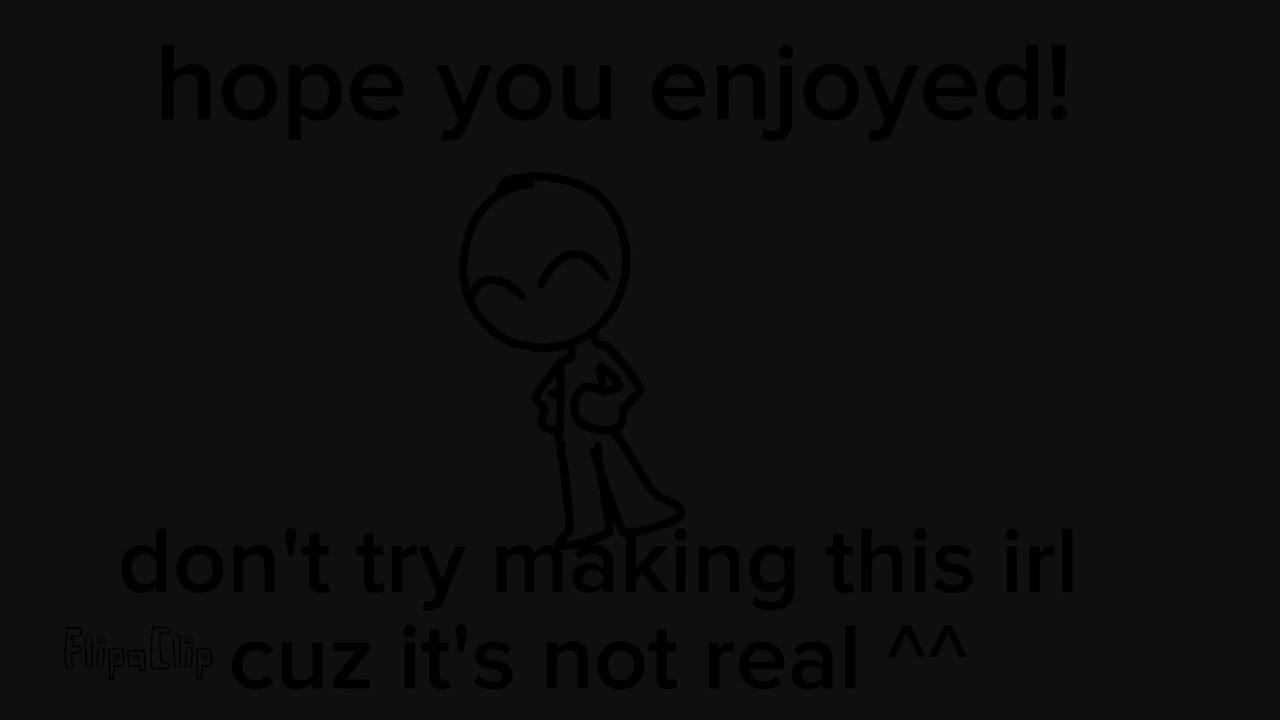 hope you enjoyed!
don't try making this irl
cuz it's not real ^^
FlipaClip